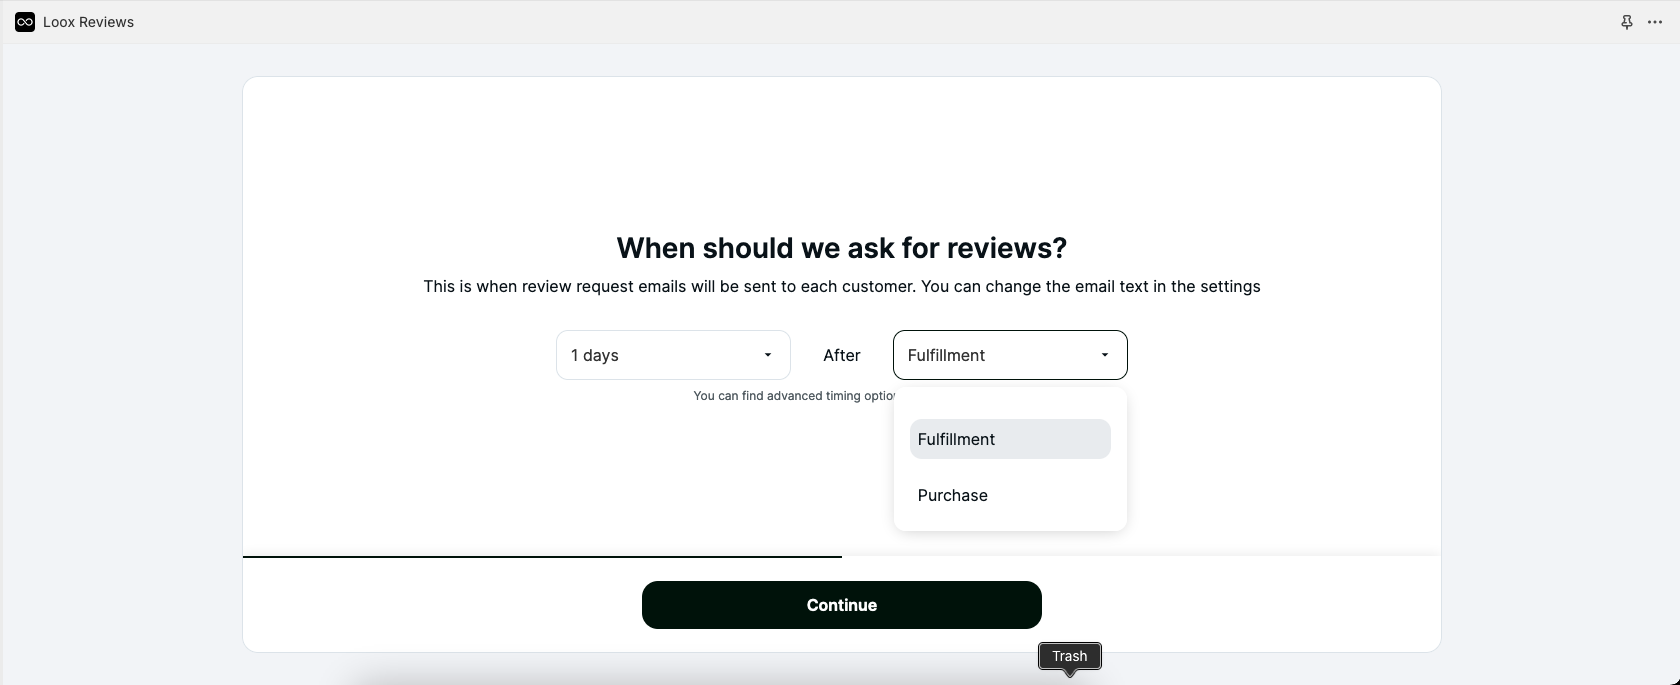 Loox Reviews
When should we ask for reviews?
This is when review request emails will be sent to each customer. You can change the email text in the settings
1 days
After
Fulfillment
You can find advanced timing
Fulfillment
Purchase
Continue
Trash